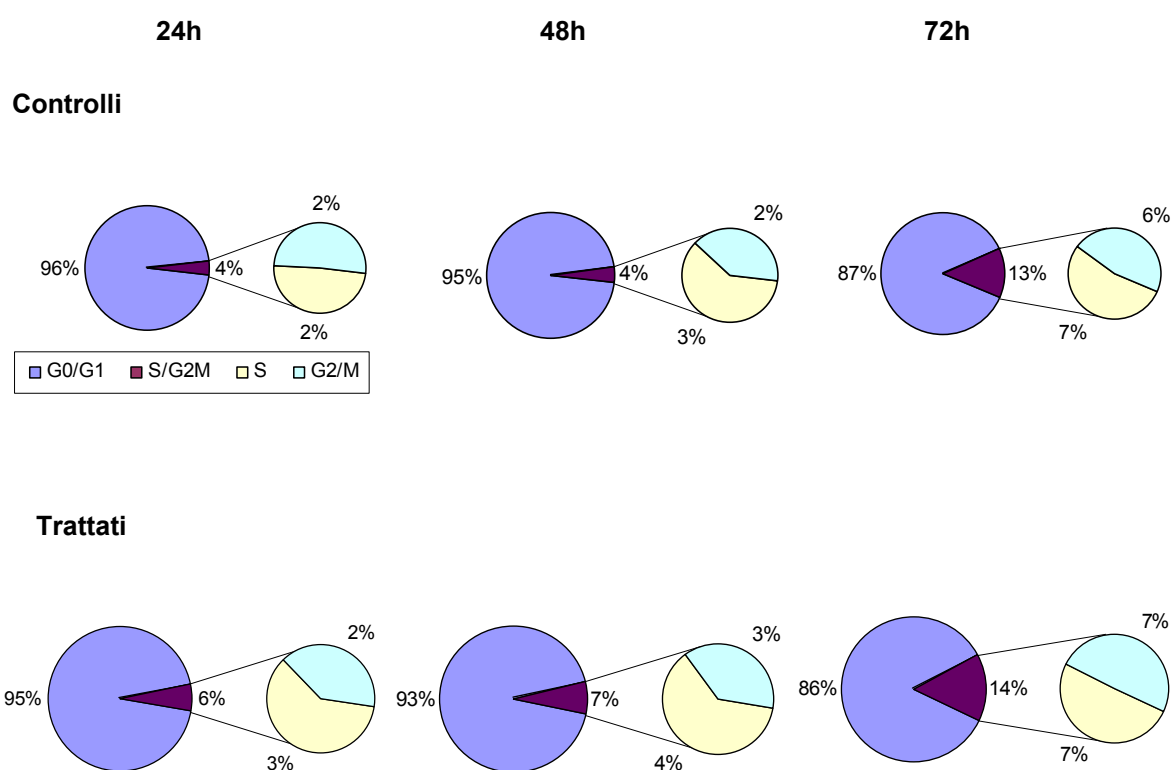 24h 48h 72h
Controlli
2% 2% 6%
96% 4% 95% 4% 87% 13%
2% 3% 7%
G0/G1 S/G2M S G2/M
Trattati
2% 3% 7%
95% 6% 93% 7% 86% 14%
3% 4% 7%